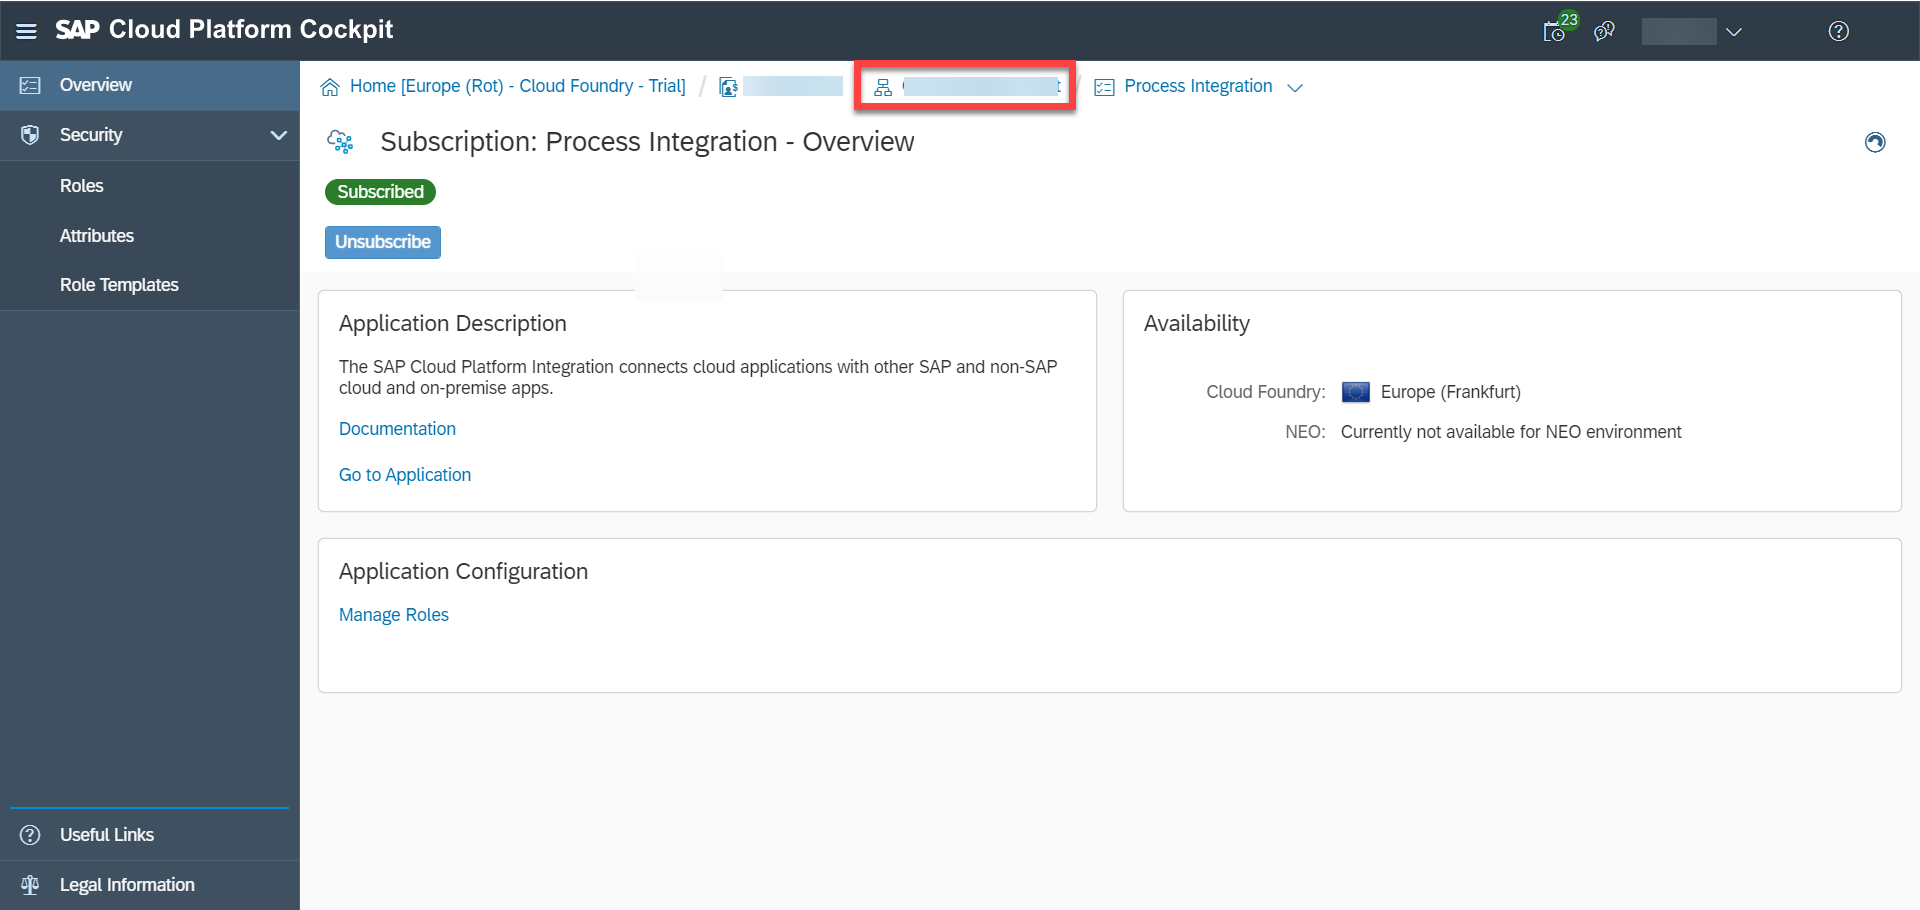 SAP Cloud Platform Cockpit
23
Overview
Security
Roles
Attributes
Role Templates
Useful Links
Legal Information
Home [Europe (Rot) - Cloud Foundry - Trial] /
/ Process Integration
Subscription: Process Integration - Overview
Subscribed
Unsubscribe
Application Description
The SAP Cloud Platform Integration connects cloud applications with other SAP and non-SAP
cloud and on-premise apps.
Documentation
Go to Application
Availability
Cloud Foundry: Europe (Frankfurt)
NEO: Currently not available for NEO environment
Application Configuration
Manage Roles